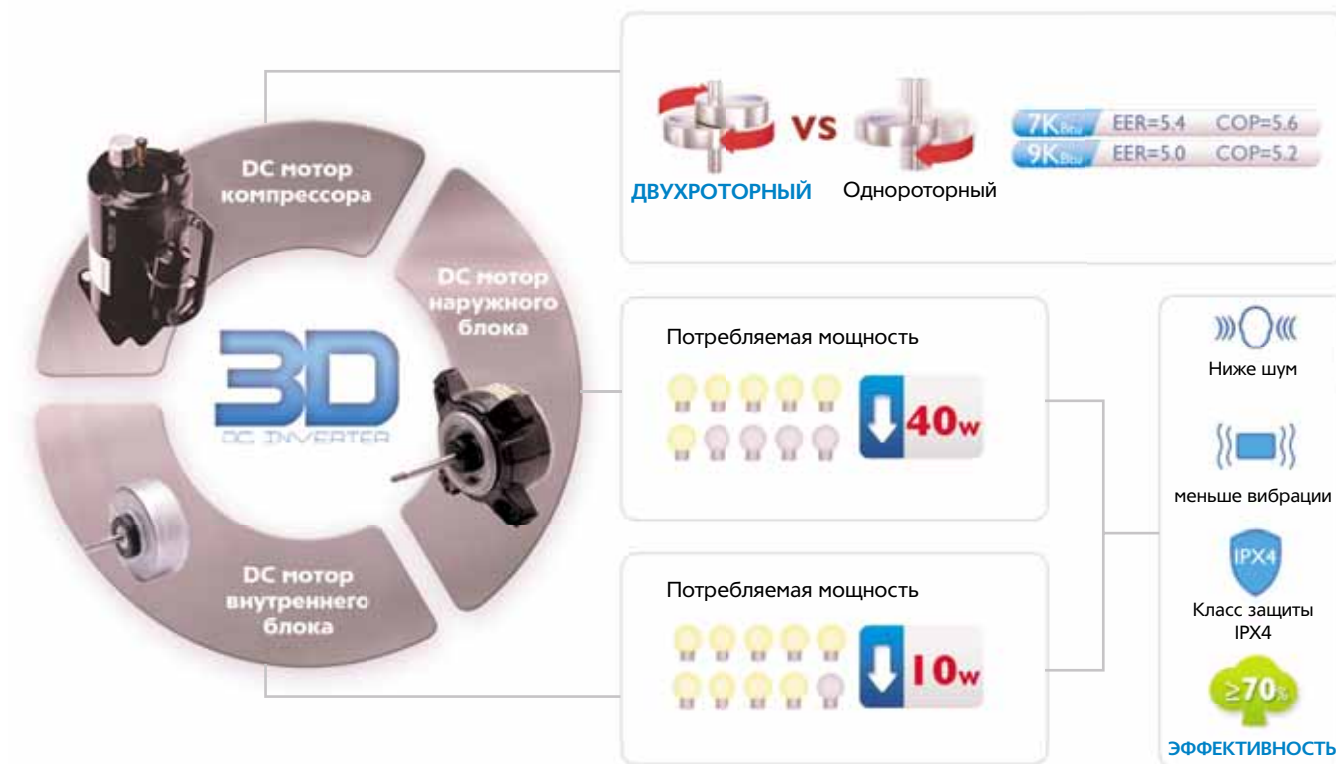 DC мотор
компрессора
DC мотор
наружного
блока
3D
DC INVERTER
DC мотор
внутреннего
блока
VS
ДВУХРОТОРНЫЙ
Однороторный
7K Btu EER=5.4 COP=5.6
9K Btu EER=5.0 COP=5.2
Потребляемая мощность
40w
Потребляемая мощность
10w
Ниже шум
меньше вибрации
IPX4
Класс защиты
IPX4
≥70%
ЭФФЕКТИВНОСТЬ